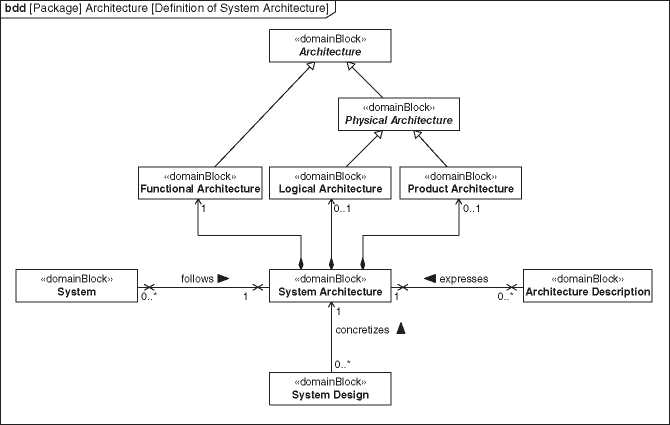 bdd [Package] Architecture [Definition of System Architecture]
«domainBlock»
Architecture
«domainBlock»
Physical Architecture
«domainBlock»
Functional Architecture
«domainBlock»
Logical Architecture
«domainBlock»
Product Architecture
1
0..1
0..1
«domainBlock»
System
follows
0..*
1
«domainBlock»
System Architecture
expresses
1
0..*
«domainBlock»
Architecture Description
1
concretizes
0..*
«domainBlock»
System Design